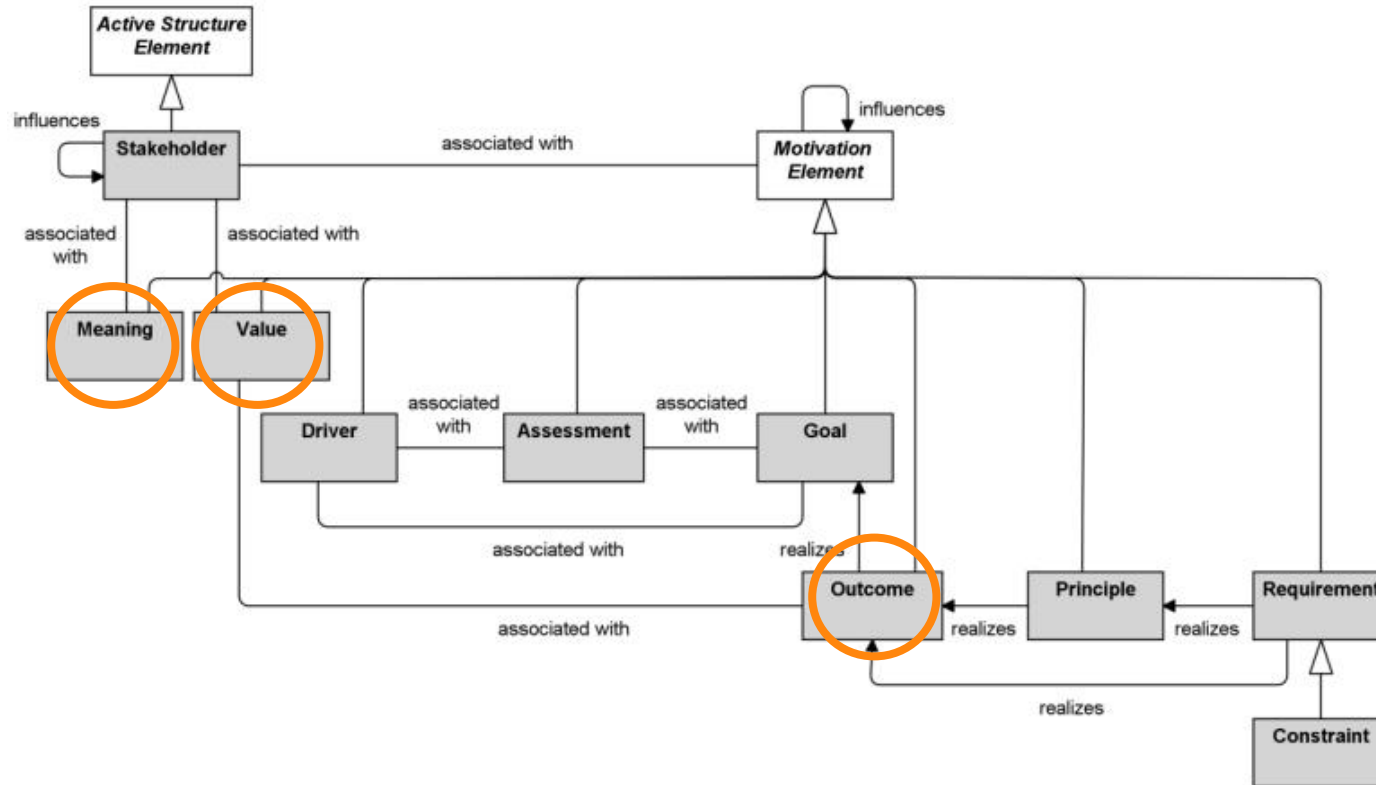 Active Structure
Element
influences
Stakeholder
associated with
influences
Motivation
Element
associated
with
associated with
Meaning
Value
associated
with
associated
with
Driver
Assessment
Goal
associated with
realizes
Outcome
Principle
Requirement
associated with
realizes
realizes
realizes
Constraint